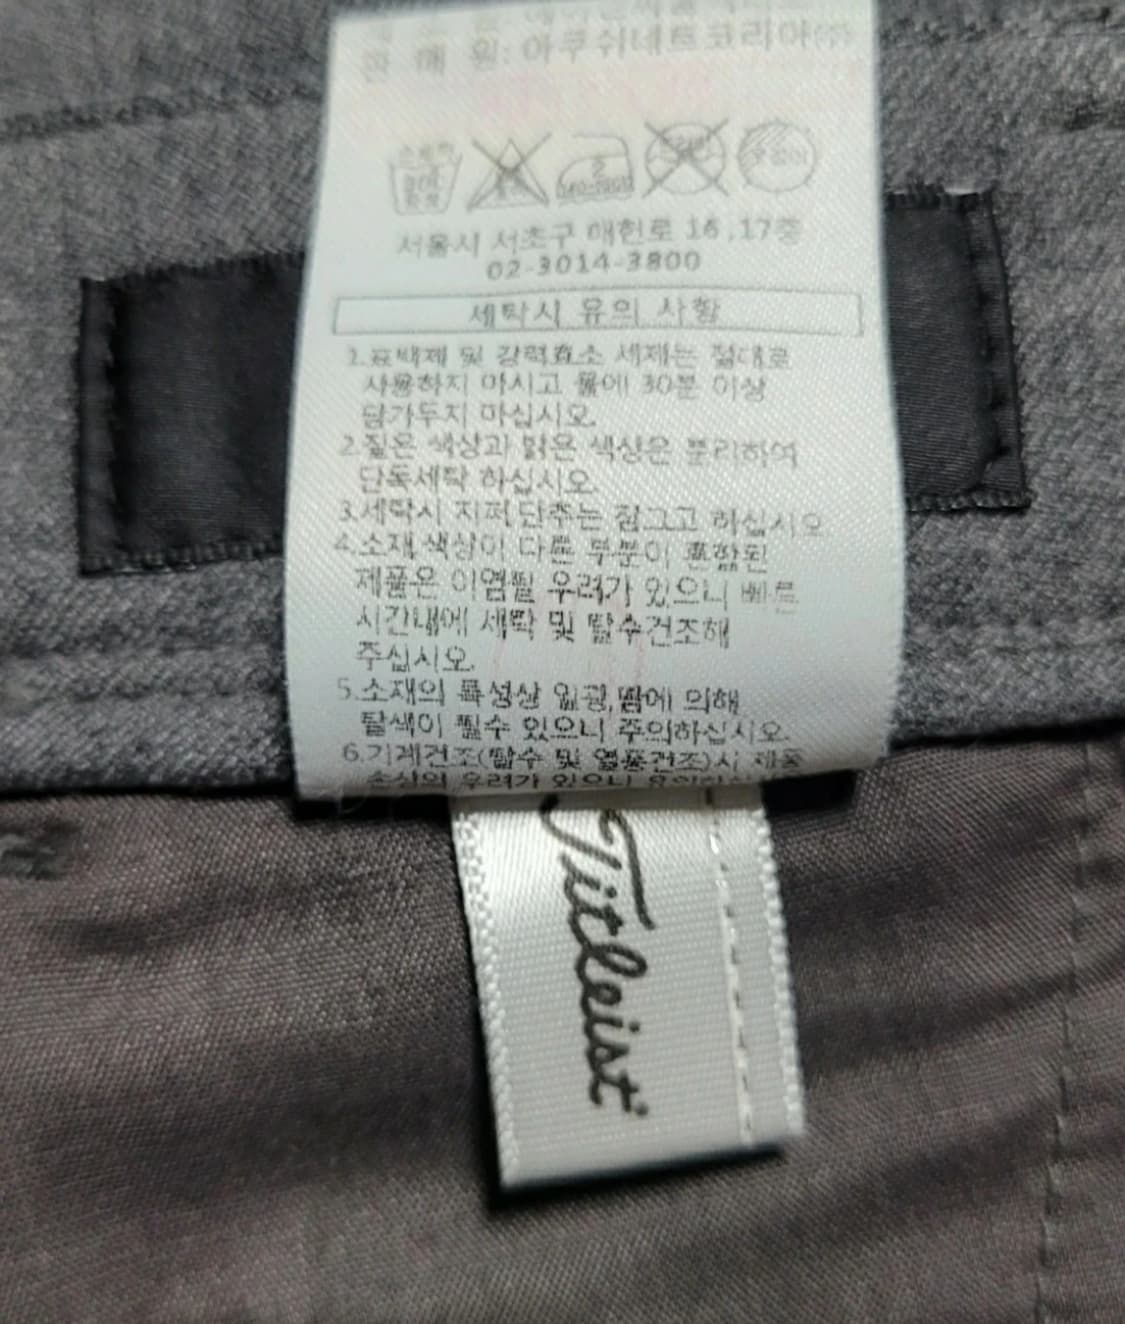 판 매 원: 아쿠쉬네트코리아(주)
서울시 서초구 매헌로 16,17층
02-3014-3800
세탁시 유의 사항
1.표백제 및 강력효소 세제는 절대로
사용하지 마시고 물에 30분 이상
담가두지 마십시오.
2.짙은 색상과 밝은 색상은 분리하여
단독세탁 하십시오.
3.세탁시 지퍼,단추는 잠그고 하십시오
4.소재,색상이 다른 부분이 혼합된
제품은 이염될 우려가 있으니 빠른
시간내에 세탁 및 탈수건조해
주십시오.
5.소재의 특성상 일광,땀에 의해
탈색이 될수 있으니 주의하십시오.
6.기계건조(탈수 및 열풍건조)시 제품
손상의 우려가 있으니
Titleist